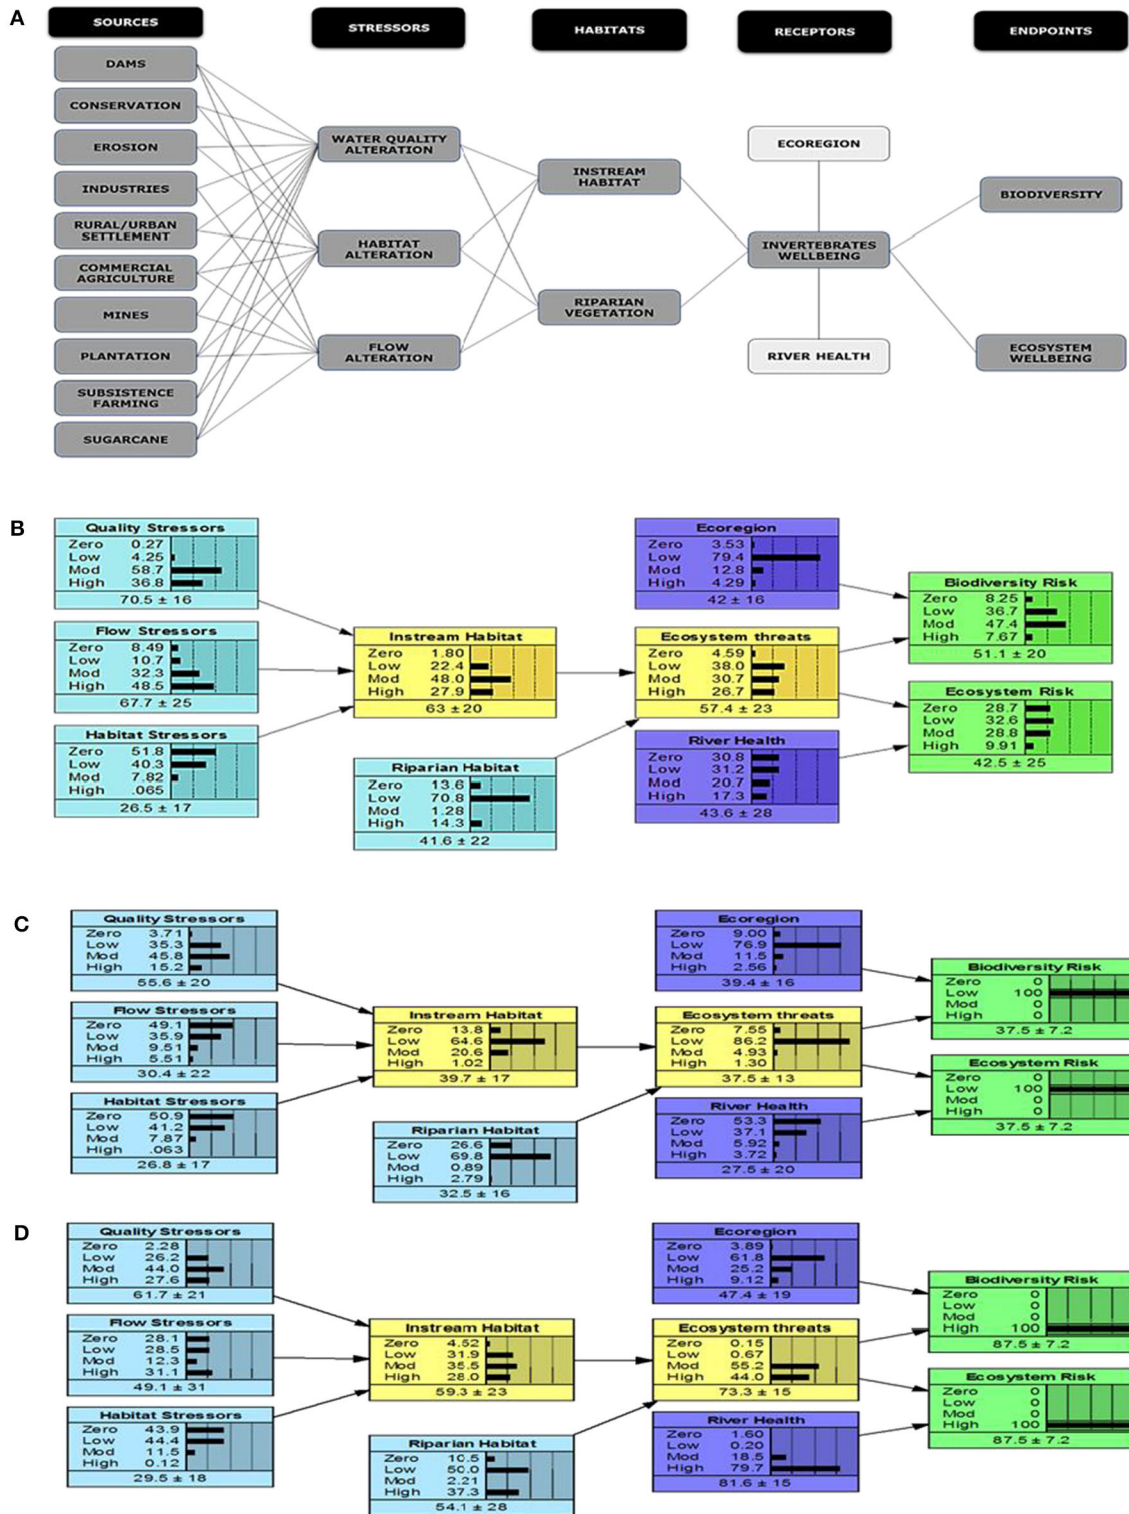 A
SOURCES
STRESSORS
HABITATS
RECEPTORS
ENDPOINTS
DAMS
CONSERVATION
EROSION
INDUSTRIES
RURAL/URBAN
SETTLEMENT
COMMERCIAL
AGRICULTURE
MINES
PLANTATION
SUBSISTENCE
FARMING
SUGARCANE
WATER QUALITY
ALTERATION
HABITAT
ALTERATION
FLOW
ALTERATION
INSTREAM
HABITAT
RIPARIAN
VEGETATION
ECOREGION
INVERTEBRATES
WELLBEING
RIVER HEALTH
BIODIVERSITY
ECOSYSTEM
WELLBEING
B
Quality Stressors
Zero 0.27
Low 4.25
Mod 58.7
High 36.8
70.5 ± 16
Flow Stressors
Zero 8.49
Low 10.7
Mod 32.3
High 48.5
67.7 ± 25
Habitat Stressors
Zero 51.8
Low 40.3
Mod 7.82
High .065
26.5 ± 17
Instream Habitat
Zero 1.80
Low 22.4
Mod 48.0
High 27.9
63 ± 20
Riparian Habitat
Zero 13.6
Low 70.8
Mod 1.28
High 14.3
41.6 ± 22
Ecoregion
Zero 3.53
Low 79.4
Mod 12.8
High 4.29
42 ± 16
Ecosystem threats
Zero 4.59
Low 38.0
Mod 30.7
High 26.7
57.4 ± 23
River Health
Zero 30.8
Low 31.2
Mod 20.7
High 17.3
43.6 ± 28
Biodiversity Risk
Zero 8.25
Low 36.7
Mod 47.4
High 7.67
51.1 ± 20
Ecosystem Risk
Zero 28.7
Low 32.6
Mod 28.8
High 9.91
42.5 ± 25
C
Quality Stressors
Zero 3.71
Low 35.3
Mod 45.8
High 15.2
55.6 ± 20
Flow Stressors
Zero 49.1
Low 35.9
Mod 9.51
High 5.51
30.4 ± 22
Habitat Stressors
Zero 50.9
Low 41.2
Mod 7.87
High .063
26.8 ± 17
Instream Habitat
Zero 13.8
Low 64.6
Mod 20.6
High 1.02
39.7 ± 17
Riparian Habitat
Zero 26.6
Low 69.8
Mod 0.89
High 2.79
32.5 ± 16
Ecoregion
Zero 9.00
Low 76.9
Mod 11.5
High 2.56
39.4 ± 16
Ecosystem threats
Zero 7.55
Low 86.2
Mod 4.93
High 1.30
37.5 ± 13
River Health
Zero 53.3
Low 37.1
Mod 5.92
High 3.72
27.5 ± 20
Biodiversity Risk
Zero 0
Low 100
Mod 0
High 0
37.5 ± 7.2
Ecosystem Risk
Zero 0
Low 100
Mod 0
High 0
37.5 ± 7.2
D
Quality Stressors
Zero 2.28
Low 26.2
Mod 44.0
High 27.6
61.7 ± 21
Flow Stressors
Zero 28.1
Low 28.5
Mod 12.3
High 31.1
49.1 ± 31
Habitat Stressors
Zero 43.9
Low 44.4
Mod 11.5
High 0.12
29.5 ± 18
Instream Habitat
Zero 4.52
Low 31.9
Mod 35.5
High 28.0
59.3 ± 23
Riparian Habitat
Zero 10.5
Low 50.0
Mod 2.21
High 37.3
54.1 ± 28
Ecoregion
Zero 3.89
Low 61.8
Mod 25.2
High 9.12
47.4 ± 19
Ecosystem threats
Zero 0.15
Low 0.67
Mod 55.2
High 44.0
73.3 ± 15
River Health
Zero 1.60
Low 0.20
Mod 18.5
High 79.7
81.6 ± 15
Biodiversity Risk
Zero 0
Low 0
Mod 0
High 100
87.5 ± 7.2
Ecosystem Risk
Zero 0
Low 0
Mod 0
High 100
87.5 ± 7.2